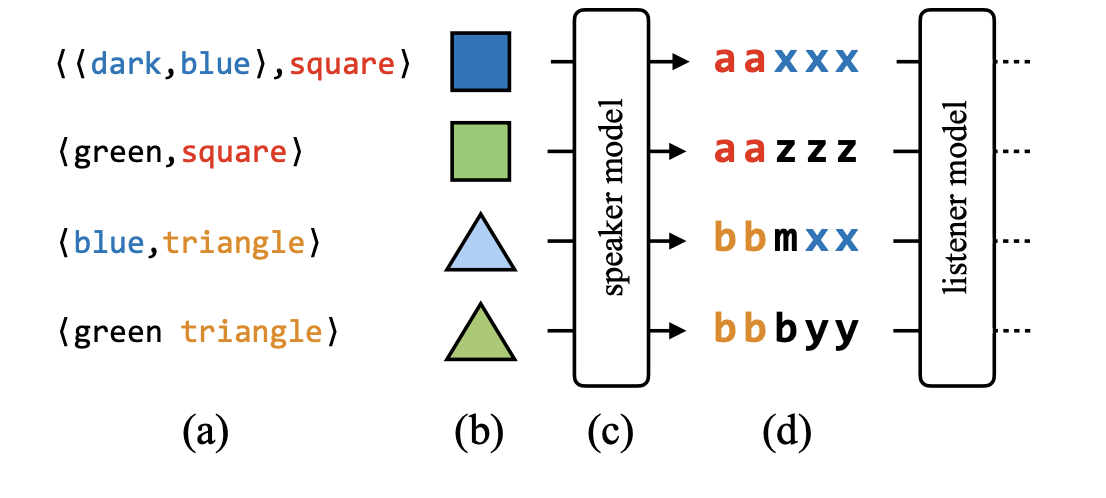 ⟨⟨dark,blue⟩,square⟩ aaxxx
⟨green,square⟩ aazzz
⟨blue,triangle⟩ bbmxx
⟨green triangle⟩ bbbyy
speaker model
listener model
(a) (b) (c) (d)